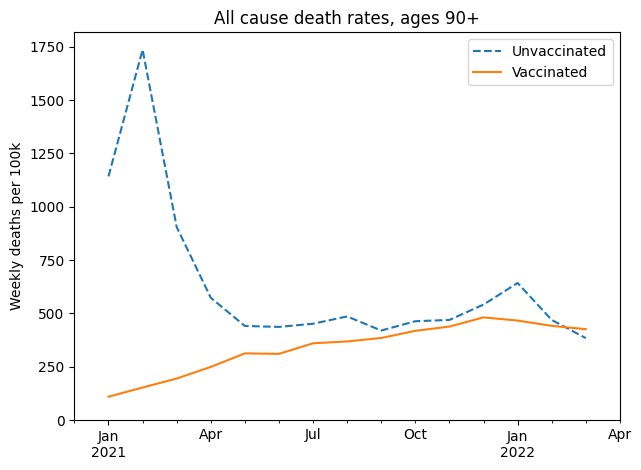 All cause death rates, ages 90+
Weekly deaths per 100k
1750
1500
1250
1000
750
500
250
0
Unvaccinated
Vaccinated
Jan
2021
Apr
Jul
Oct
Jan
2022
Apr